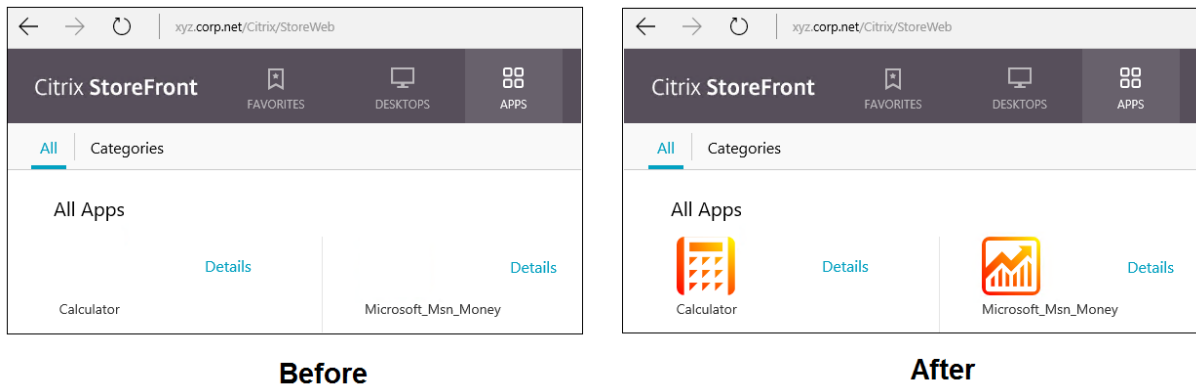 xyz.corp.net/Citrix/StoreWeb
Citrix StoreFront
FAVORITES
DESKTOPS
APPS
All
Categories
All Apps
Details
Details
Calculator
Microsoft_Msn_Money
Before
xyz.corp.net/Citrix/StoreWeb
Citrix StoreFront
FAVORITES
DESKTOPS
APPS
All
Categories
All Apps
Details
Details
Calculator
Microsoft_Msn_Money
After